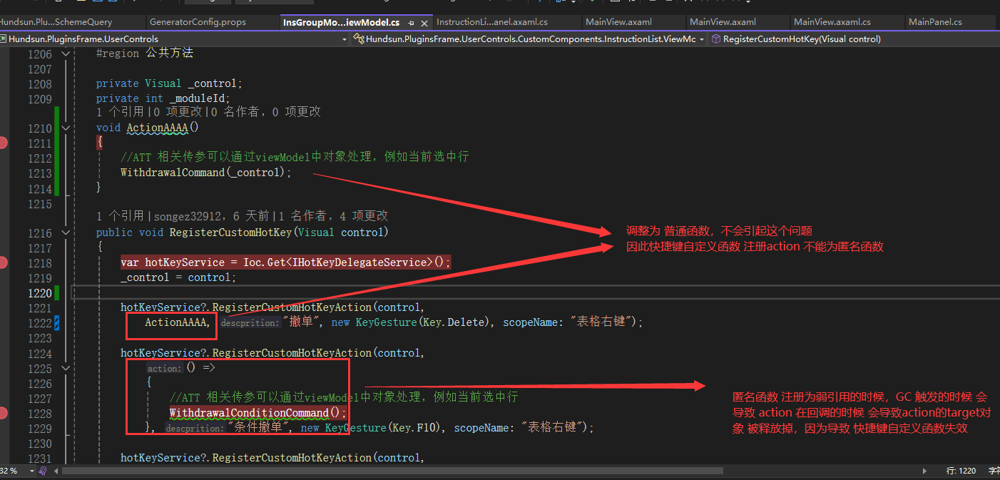 Hundsun.Plu...SchemeQuery GeneratorConfig.props InsGroupMo...iewModel.cs InstructionLi...anel.axaml.cs MainView.axaml MainView.axaml MainView.axaml.cs MainPanel.cs
Hundsun.PluginsFrame.UserControls Hundsun.PluginsFrame.UserControls.CustomComponents.InstructionList.ViewMc RegisterCustomHotKey(Visual control)
1206 #region 公共方法
1207
1208 private Visual _control;
1209 private int _moduleId;
1 个引用|0 项更改|0 名作者，0 项更改
1210 void ActionAAAA()
1211 {
1212 //ATT 相关传参可以通过viewModel中对象处理，例如当前选中行
1213 WithdrawalCommand(_control);
1214 }
1215
1 个引用|songez32912，6 天前|1 名作者，4 项更改
1216 public void RegisterCustomHotKey(Visual control)
1217 {
1218 var hotKeyService = Ioc.Get<IHotKeyDelegateService>();
1219 _control = control;
1220
1221 hotKeyService?.RegisterCustomHotKeyAction(control,
1222 ActionAAAA, descprition: "撤单", new KeyGesture(Key.Delete), scopeName: "表格右键");
1223
1224 hotKeyService?.RegisterCustomHotKeyAction(control,
1225 action: () =>
1226 {
1227 //ATT 相关传参可以通过viewModel中对象处理，例如当前选中行
1228 WithdrawalConditionCommand();
1229 }, descprition: "条件撤单", new KeyGesture(Key.F10), scopeName: "表格右键");
1230
1231 hotKeyService?.RegisterCustomHotKeyAction(control,
调整为 普通函数，不会引起这个问题
因此快捷键自定义函数 注册action 不能为匿名函数
匿名函数 注册为弱引用的时候，GC 触发的时候 会
导致 action 在回调的时候 会导致action的target对
象 被释放掉，因为导致 快捷键自定义函数失效
32 % 行: 1220 字符